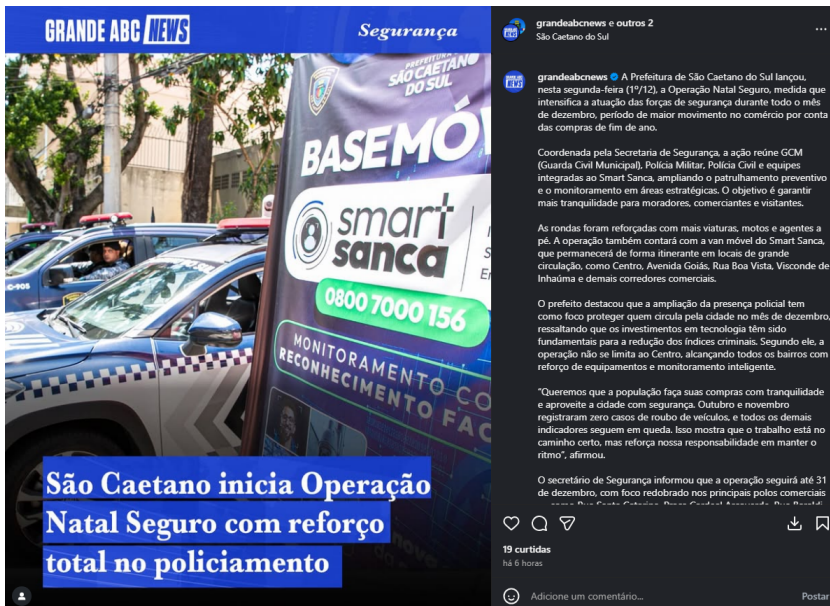 GRANDE ABC NEWS
Segurança
PREFEITURA DE
SÃO CAETANO
DO SUL
BASE MÓV
smart
sanca
0800 7000 156
MONITORAMENTO CO
RECONHECIMENTO FAC
C-905
São Caetano inicia Operação
Natal Seguro com reforço
total no policiamento
grandeabcnews e outros 2
São Caetano do Sul
grandeabcnews A Prefeitura de São Caetano do Sul lançou,
nesta segunda-feira (1º/12), a Operação Natal Seguro, medida que
intensifica a atuação das forças de segurança durante todo o mês
de dezembro, período de maior movimento no comércio por conta
das compras de fim de ano.
Coordenada pela Secretaria de Segurança, a ação reúne GCM
(Guarda Civil Municipal), Polícia Militar, Polícia Civil e equipes
integradas ao Smart Sanca, ampliando o patrulhamento preventivo
e o monitoramento em áreas estratégicas. O objetivo é garantir
mais tranquilidade para moradores, comerciantes e visitantes.
As rondas foram reforçadas com mais viaturas, motos e agentes a
pé. A operação também contará com a van móvel do Smart Sanca,
que permanecerá de forma itinerante em locais de grande
circulação, como Centro, Avenida Goiás, Rua Boa Vista, Visconde de
Inhaúma e demais corredores comerciais.
O prefeito destacou que a ampliação da presença policial tem
como foco proteger quem circula pela cidade no mês de dezembro,
ressaltando que os investimentos em tecnologia têm sido
fundamentais para a redução dos índices criminais. Segundo ele, a
operação não se limita ao Centro, alcançando todos os bairros com
reforço de equipamentos e monitoramento inteligente.
“Queremos que a população faça suas compras com tranquilidade
e aproveite a cidade com segurança. Outubro e novembro
registraram zero casos de roubo de veículos, e todos os demais
indicadores seguem em queda. Isso mostra que o trabalho está no
caminho certo, mas reforça nossa responsabilidade em manter o
ritmo”, afirmou.
O secretário de Segurança informou que a operação seguirá até 31
de dezembro, com foco redobrado nos principais polos comerciais
19 curtidas
há 6 horas
Adicione um comentário...
Postar